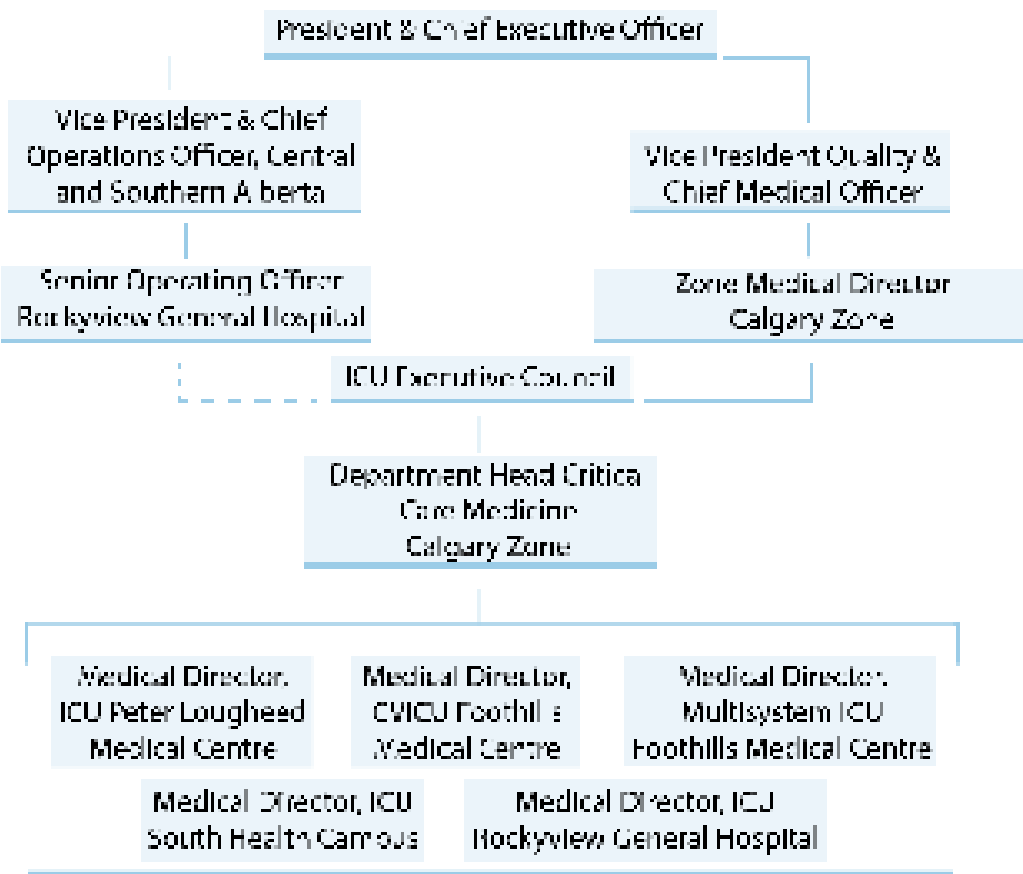 President & Chief Executive Officer
Vice President & Chief
Operations Officer, Central
and Southern Alberta
Vice President Quality &
Chief Medical Officer
Senior Operating Officer
Rockyview General Hospital
Zone Medical Director
Calgary Zone
ICU Executive Council
Department Head Critical
Care Medicine
Calgary Zone
Medical Director,
ICU Peter Lougheed
Medical Centre
Medical Director,
CVICU Foothills
Medical Centre
Medical Director,
Multisystem ICU
Foothills Medical Centre
Medical Director, ICU
South Health Campus
Medical Director, ICU
Rockyview General Hospital